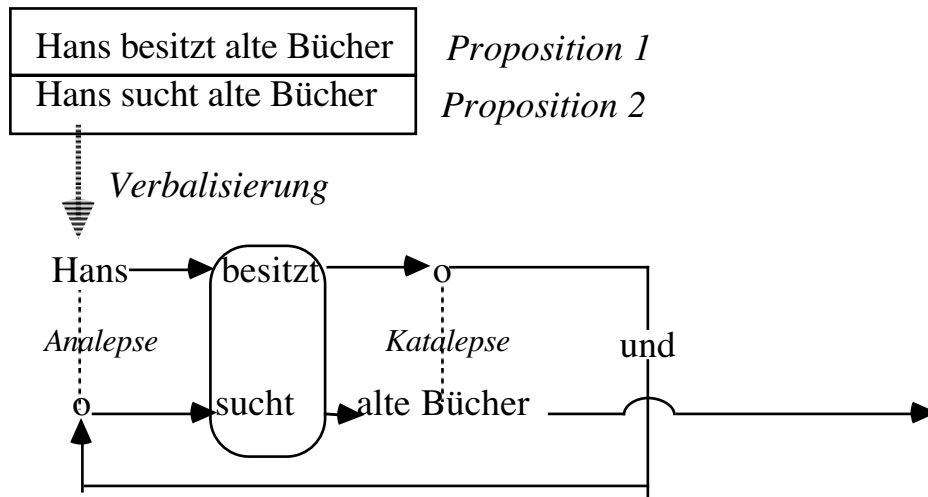 Hans besitzt alte Bücher Proposition 1
Hans sucht alte Bücher Proposition 2
Verbalisierung
Hans besitzt o
Analepse Katalepse und
o sucht alte Bücher